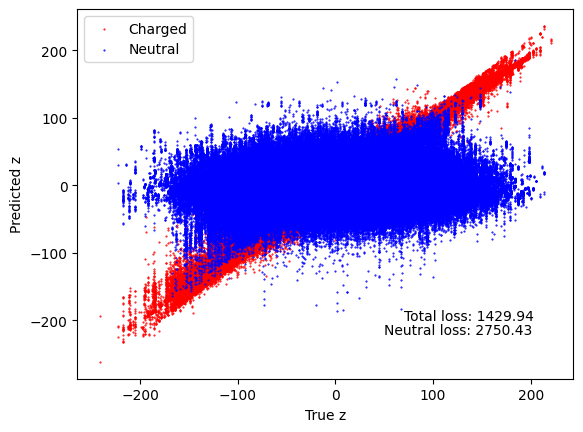 Charged
Neutral
200
100
0
−100
−200
Predicted z
Total loss: 1429.94
Neutral loss: 2750.43
−200
−100
0
100
200
True z